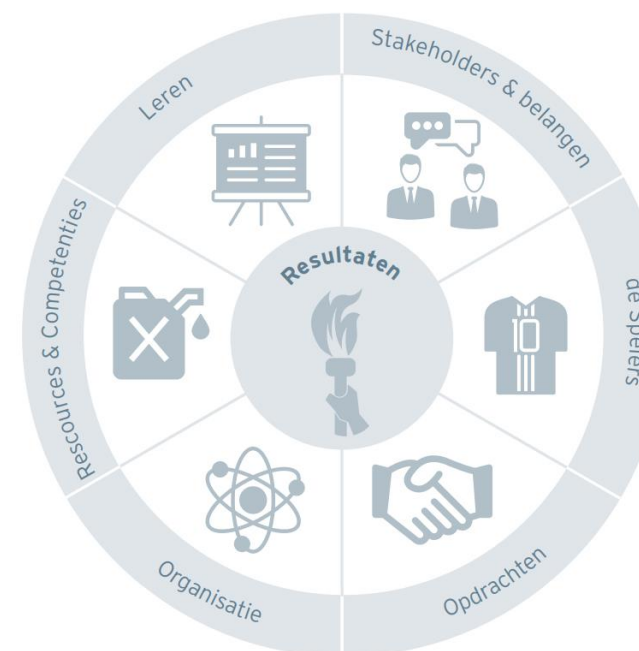 Leren
Stakeholders & belangen
Rescources & Competenties
Resultaten
de Spelers
Organisatie
Opdrachten